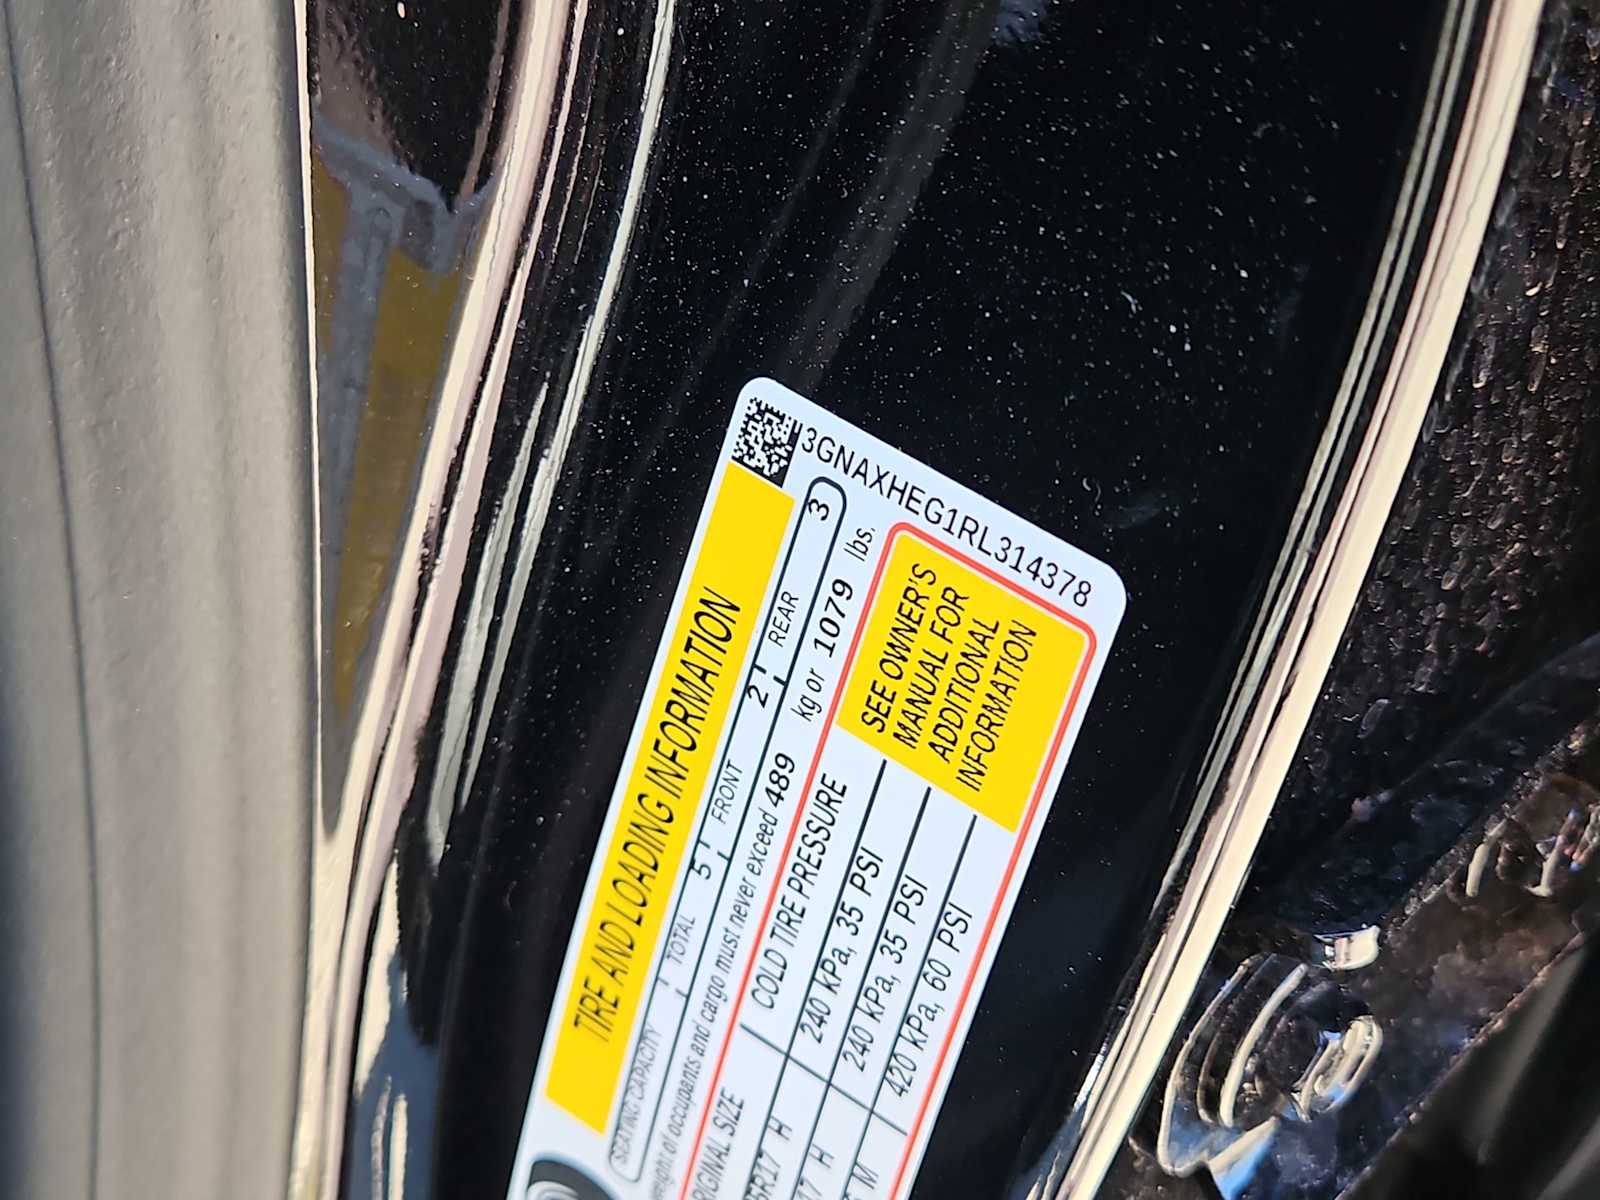 3GNAXHEG1RL314378
TIRE AND LOADING INFORMATION
SEATING CAPACITY TOTAL 5 FRONT 2 REAR 3
weight of occupants and cargo must never exceed 489 kg or 1079 lbs.
ORIGINAL SIZE COLD TIRE PRESSURE
R17 H 240 kPa, 35 PSI
17 H 240 kPa, 35 PSI
M 420 kPa, 60 PSI
SEE OWNER'S
MANUAL FOR
ADDITIONAL
INFORMATION